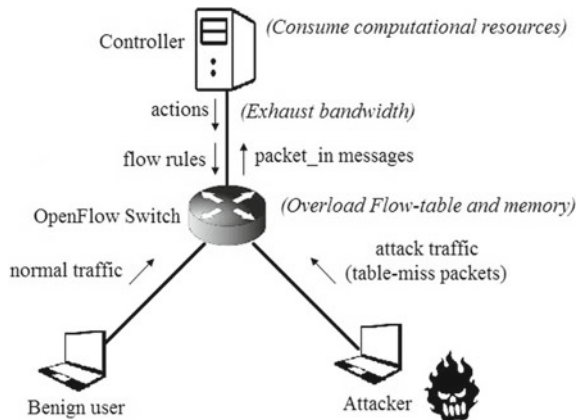 Controller
(Consume computational resources)
actions
(Exhaust bandwidth)
flow rules
packet_in messages
OpenFlow Switch
(Overload Flow-table and memory)
normal traffic
attack traffic
(table-miss packets)
Benign user
Attacker